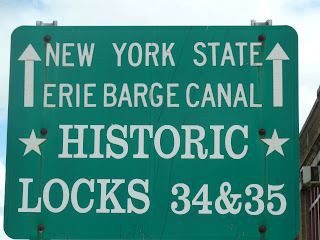 NEW YORK STATE
ERIE BARGE CANAL
HISTORIC
LOCKS 34&35